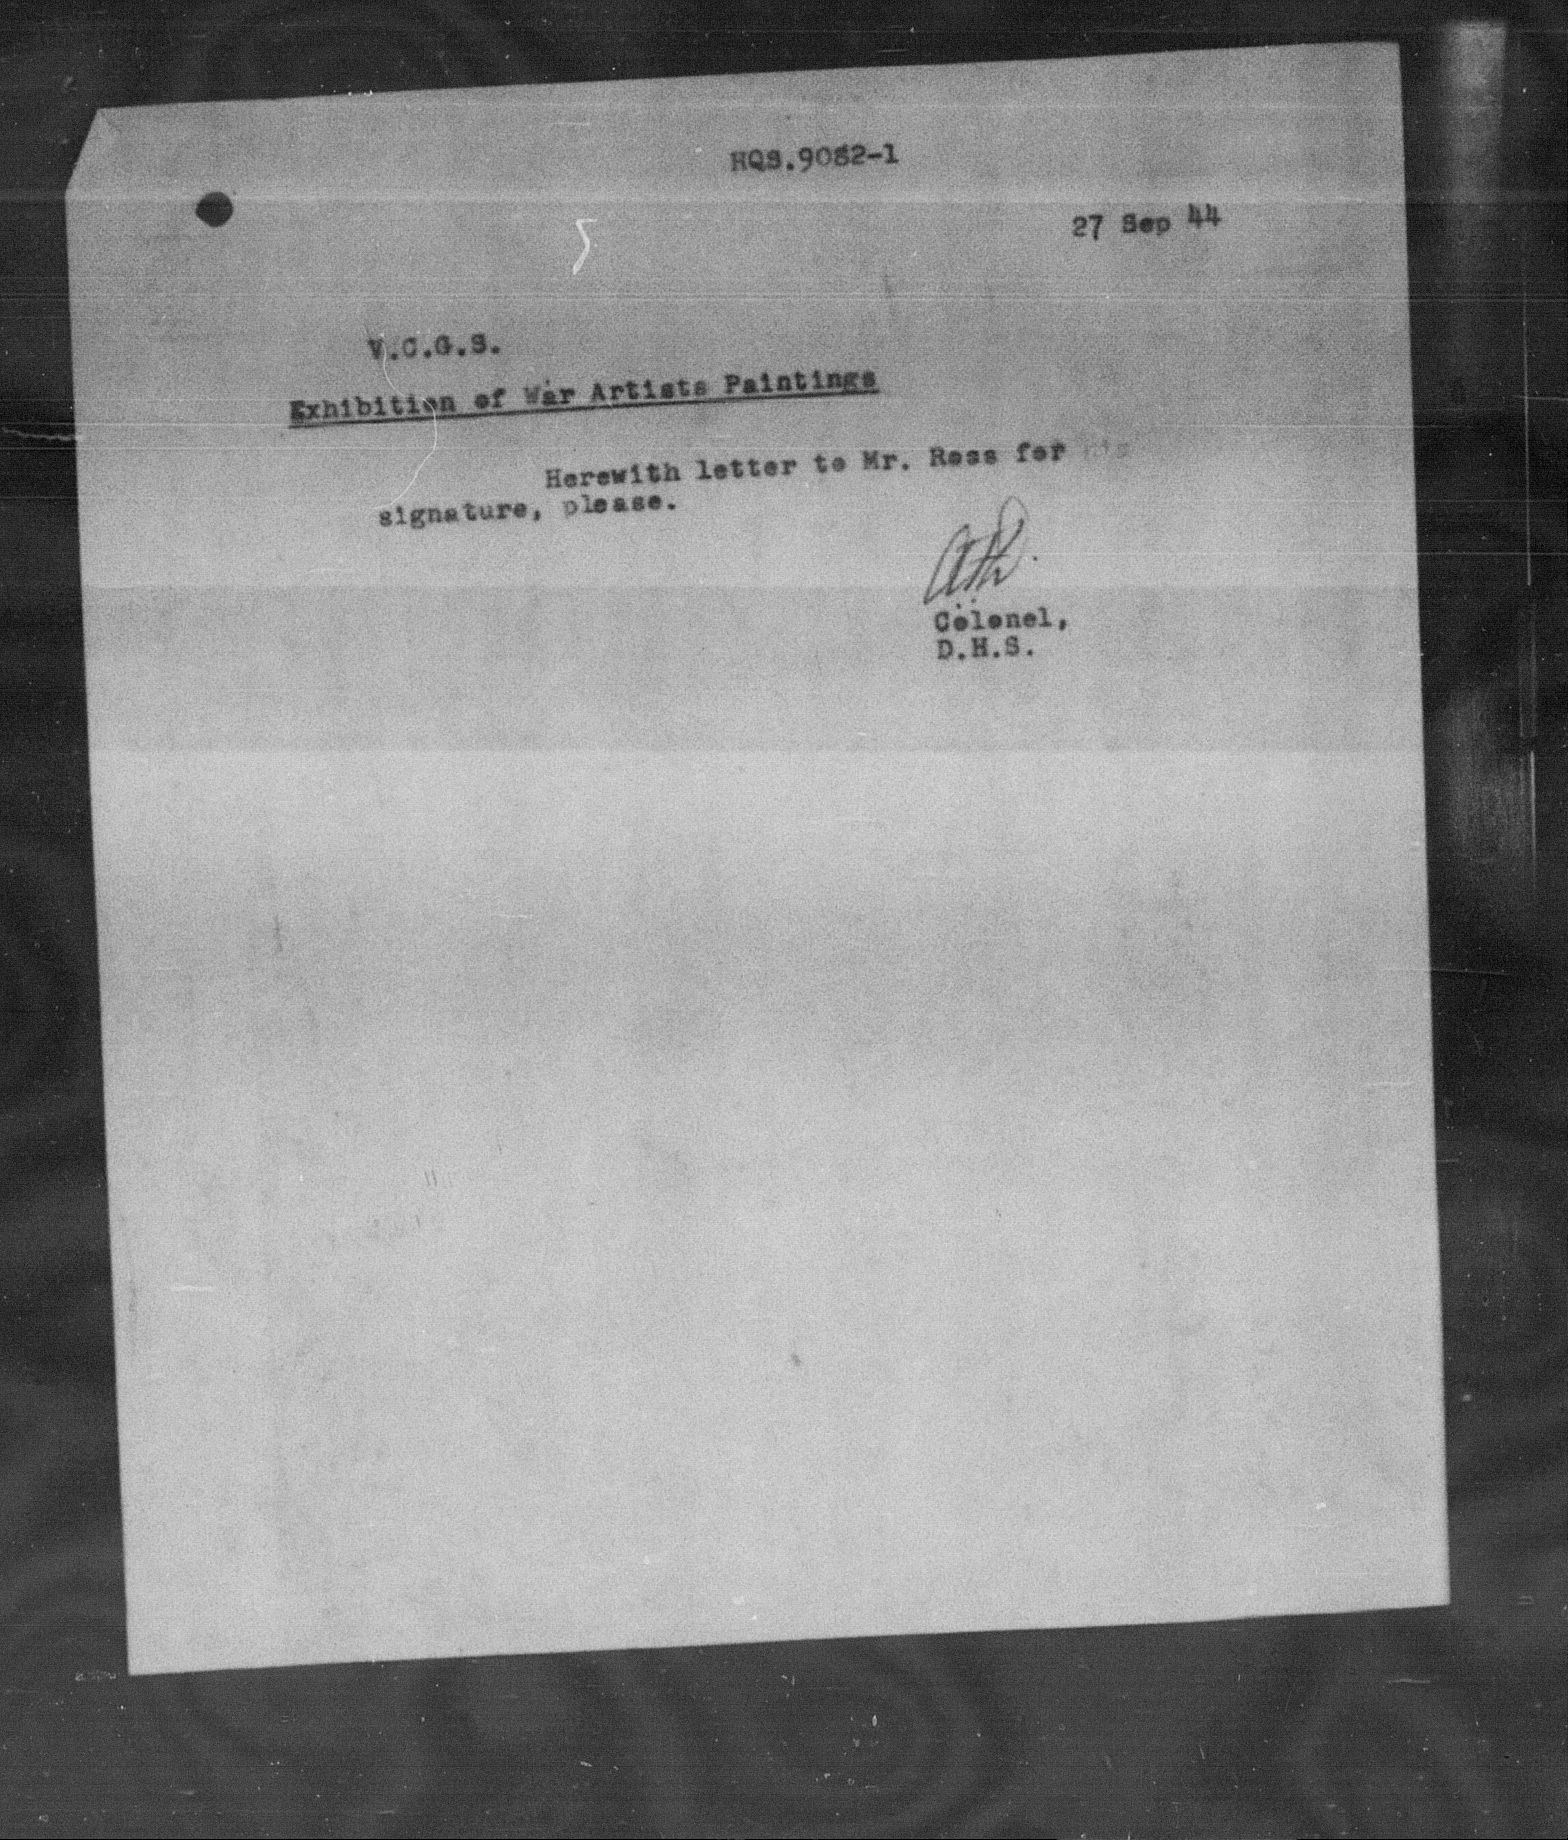 HQS.9082-1
27 Sep 44
V.C.G.S.
Exhibition of War Artists Paintings
Herewith letter to Mr. Ross for his
signature, please.
Colonel,
D.H.S.